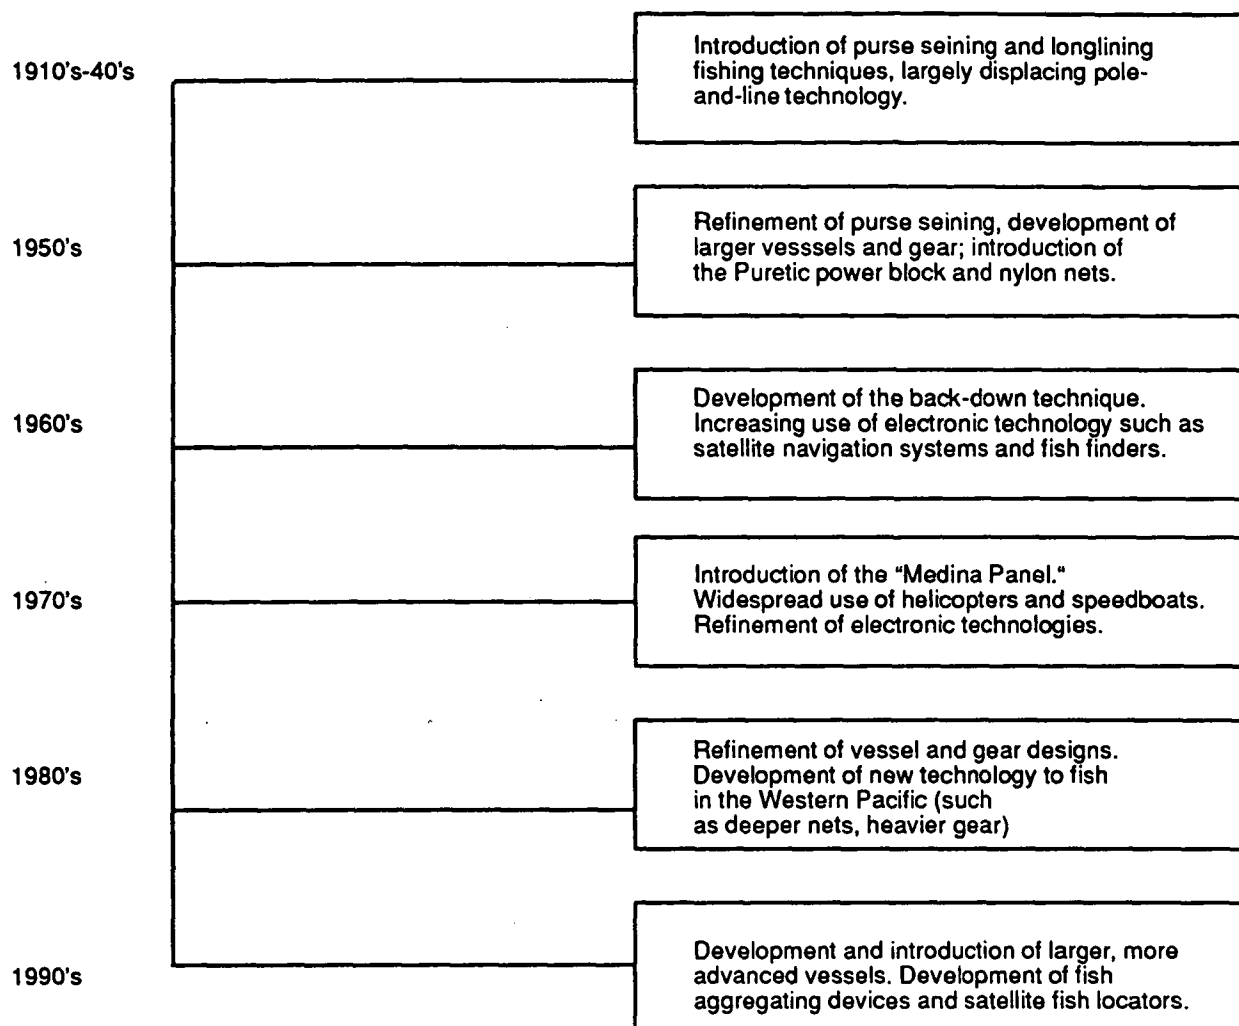 1910's-40's
Introduction of purse seining and longlining
fishing techniques, largely displacing pole-
and-line technology.
1950's
Refinement of purse seining, development of
larger vesssels and gear; introduction of
the Puretic power block and nylon nets.
1960's
Development of the back-down technique.
Increasing use of electronic technology such as
satellite navigation systems and fish finders.
1970's
Introduction of the "Medina Panel."
Widespread use of helicopters and speedboats.
Refinement of electronic technologies.
1980's
Refinement of vessel and gear designs.
Development of new technology to fish
in the Western Pacific (such
as deeper nets, heavier gear)
1990's
Development and introduction of larger, more
advanced vessels. Development of fish
aggregating devices and satellite fish locators.